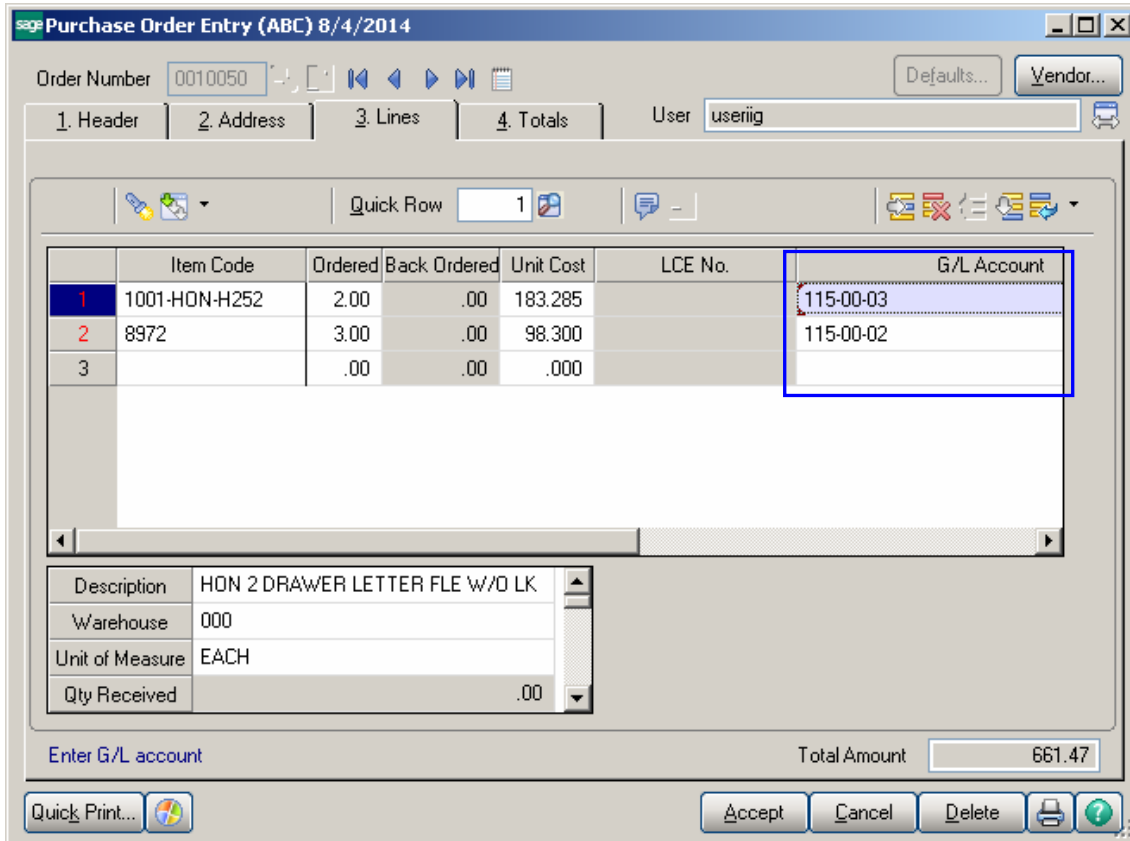 sage Purchase Order Entry (ABC) 8/4/2014
Order Number 0010050 Defaults... Vendor...
1. Header 2. Address 3. Lines 4. Totals User useriig
Quick Row 1
Item Code Ordered Back Ordered Unit Cost LCE No. G/L Account
1 1001-HON-H252 2.00 .00 183.285 115-00-03
2 8972 3.00 .00 98.300 115-00-02
3 .00 .00 .000
Description HON 2 DRAWER LETTER FLE W/O LK
Warehouse 000
Unit of Measure EACH
Qty Received .00
Enter G/L account Total Amount 661.47
Quick Print... Accept Cancel Delete